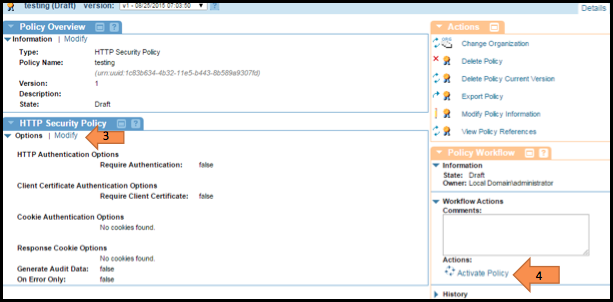 testing (Draft) version: v1 - 08/25/2015 07:03:50
Details
Policy Overview
Information | Modify
Type: HTTP Security Policy
Policy Name: testing
(urn:uuid:1c83b634-4b32-11e5-b443-8b589a9307fd)
Version: 1
Description:
State: Draft
HTTP Security Policy
Options | Modify
3
HTTP Authentication Options
Require Authentication: false
Client Certificate Authentication Options
Require Client Certificate: false
Cookie Authentication Options
No cookies found.
Response Cookie Options
No cookies found.
Generate Audit Data: false
On Error Only: false
Actions
Change Organization
Delete Policy
Delete Policy Current Version
Export Policy
Modify Policy Information
View Policy References
Policy Workflow
Information
State: Draft
Owner: Local Domain\administrator
Workflow Actions
Comments:
Actions:
Activate Policy
4
History